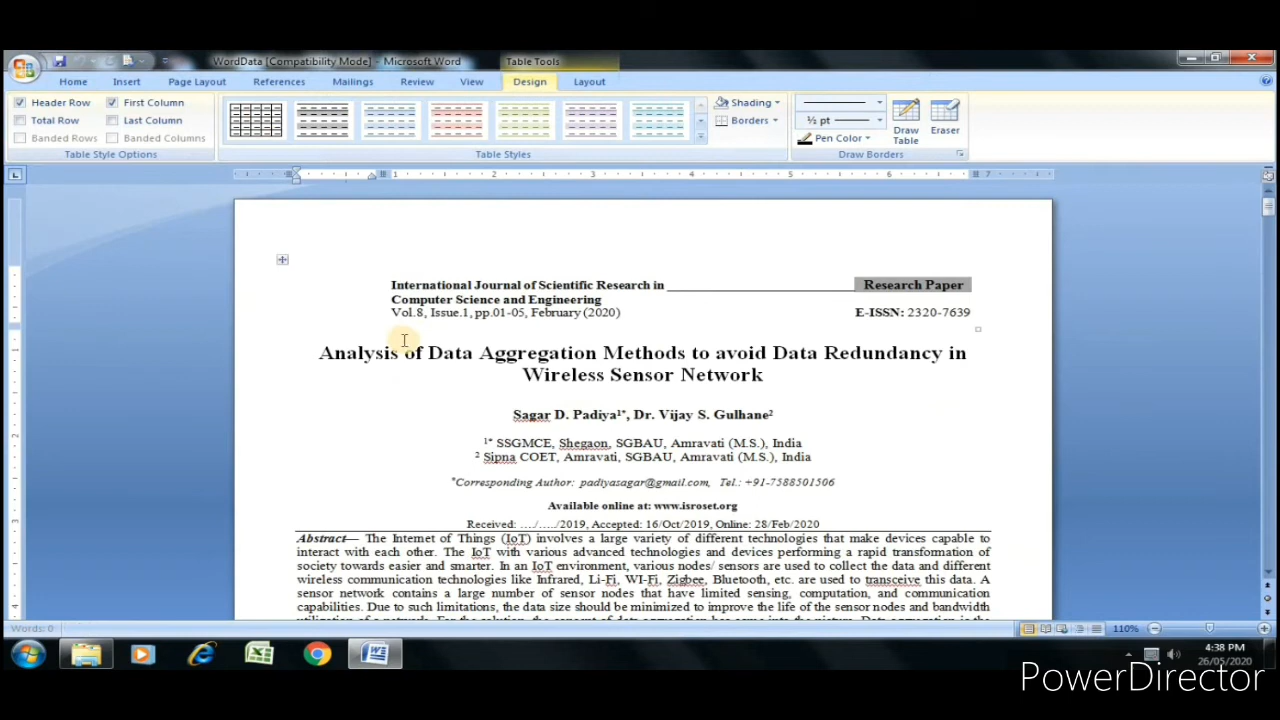 WordData [Compatibility Mode] - Microsoft Word
Table Tools
Home Insert Page Layout References Mailings Review View Design Layout
Header Row First Column
Total Row Last Column
Banded Rows Banded Columns
Table Style Options
Table Styles
Shading
Borders
½ pt
Pen Color
Draw Table
Eraser
Draw Borders
1 2 3 4 5 6 7
International Journal of Scientific Research in Research Paper
Computer Science and Engineering
Vol.8, Issue.1, pp.01-05, February (2020) E-ISSN: 2320-7639
Analysis of Data Aggregation Methods to avoid Data Redundancy in
Wireless Sensor Network
Sagar D. Padiya¹*, Dr. Vijay S. Gulhane²
¹* SSGMCE, Shegaon, SGBAU, Amravati (M.S.), India
² Sipna COET, Amravati, SGBAU, Amravati (M.S.), India
*Corresponding Author: padiyasagar@gmail.com, Tel.: +91-7588501506
Available online at: www.isroset.org
Received: …./…../2019, Accepted: 16/Oct/2019, Online: 28/Feb/2020
Abstract— The Internet of Things (IoT) involves a large variety of different technologies that make devices capable to
interact with each other. The IoT with various advanced technologies and devices performing a rapid transformation of
society towards easier and smarter. In an IoT environment, various nodes/ sensors are used to collect the data and different
wireless communication technologies like Infrared, Li-Fi, WI-Fi, Zigbee, Bluetooth, etc. are used to transceive this data. A
sensor network contains a large number of sensor nodes that have limited sensing, computation, and communication
capabilities. Due to such limitations, the data size should be minimized to improve the life of the sensor nodes and bandwidth
Words: 0
110%
4:38 PM
26/05/2020
PowerDirector